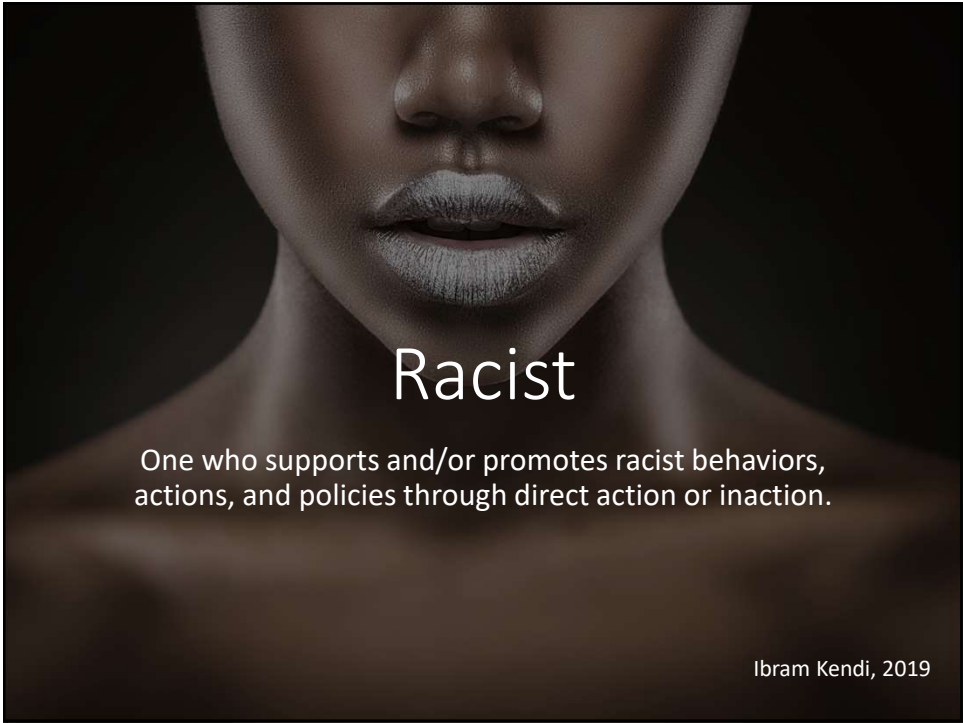 Racist
One who supports and/or promotes racist behaviors,
actions, and policies through direct action or inaction.
Ibram Kendi, 2019